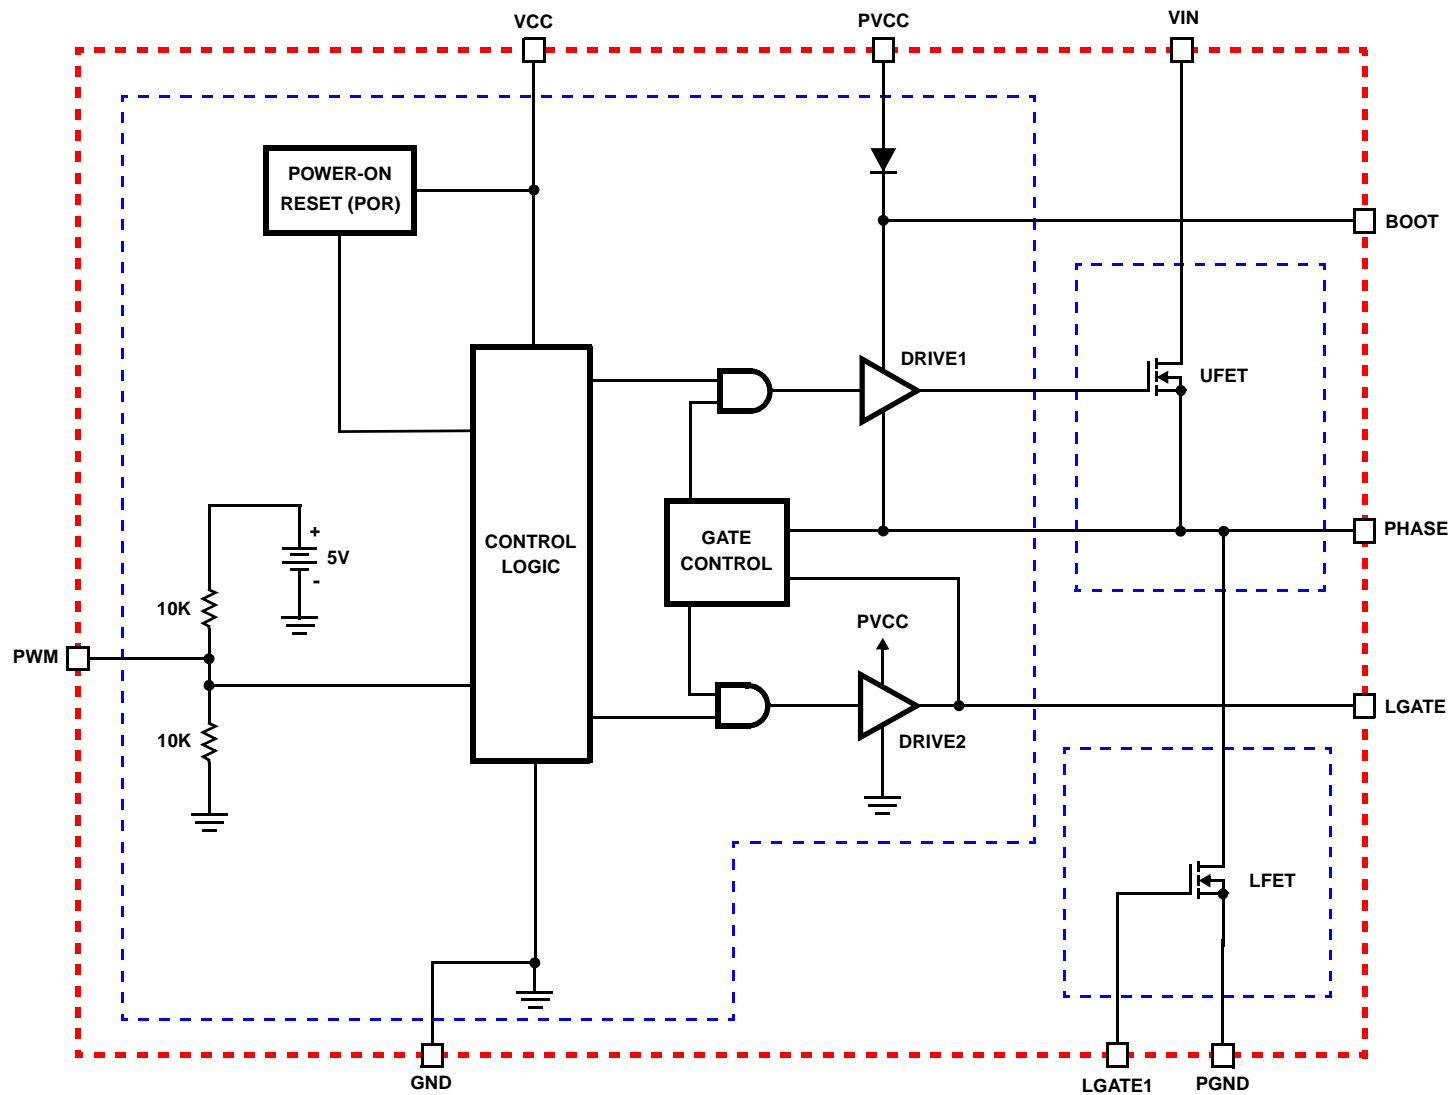 VCC
PVCC
VIN
POWER-ON
RESET (POR)
BOOT
DRIVE1
UFET
CONTROL
LOGIC
GATE
CONTROL
PHASE
+
5V
-
10K
PWM
PVCC
LGATE
10K
DRIVE2
LFET
GND
LGATE1
PGND